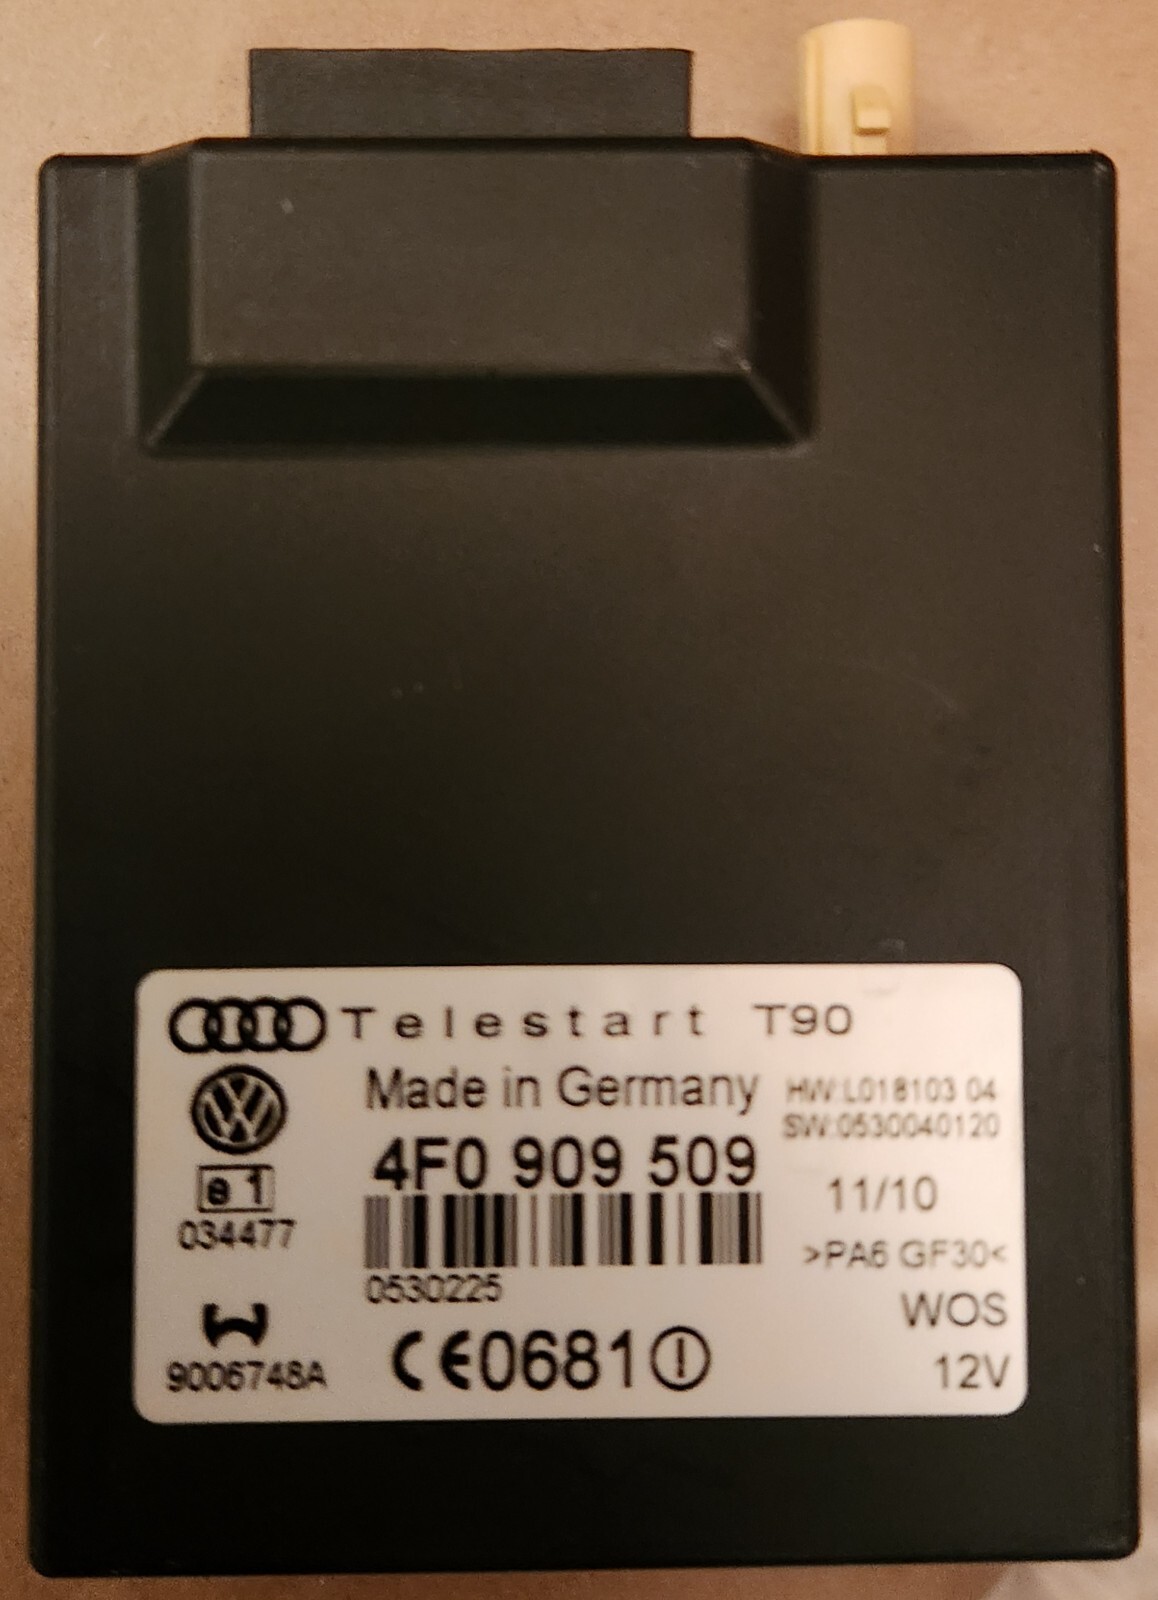 Telestart T90
Made in Germany
HW:L018103 04
SW:0530040120
4F0 909 509
e1
034477
11/10
>PA6 GF30<
0530225
WOS
9006748A
CE0681
12V